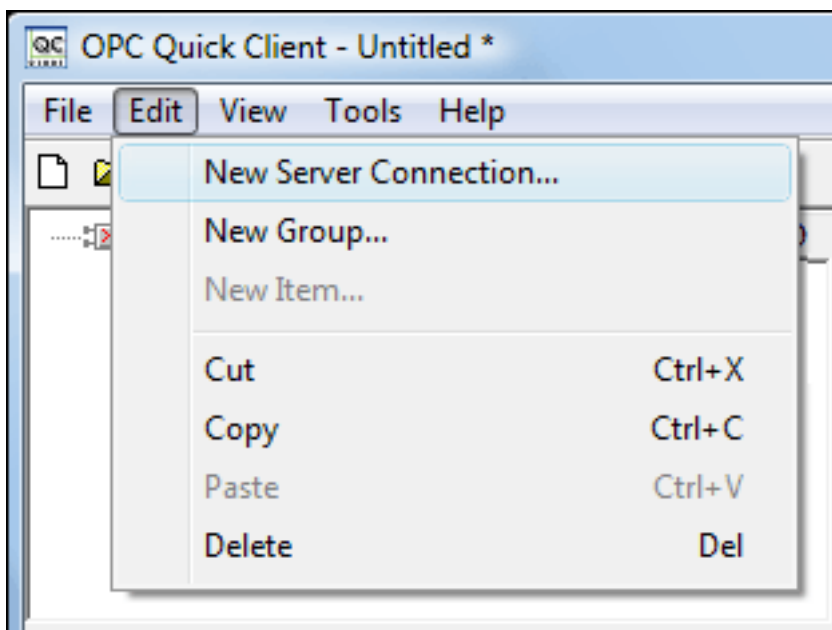 OPC Quick Client - Untitled *
File Edit View Tools Help
New Server Connection...
New Group...
New Item...
Cut Ctrl+X
Copy Ctrl+C
Paste Ctrl+V
Delete Del